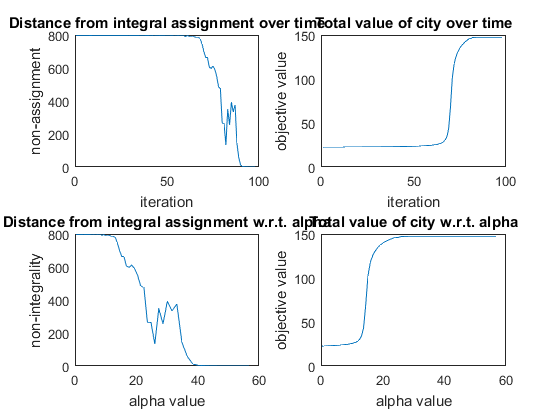 Distance from integral assignment over time
Total value of city over time
800
600
400
200
0
non-assignment
0
50
100
iteration
150
100
50
0
objective value
0
50
100
iteration
Distance from integral assignment w.r.t. alpha
Total value of city w.r.t. alpha
800
600
400
200
0
non-integrality
0
20
40
60
alpha value
150
100
50
0
objective value
0
20
40
60
alpha value